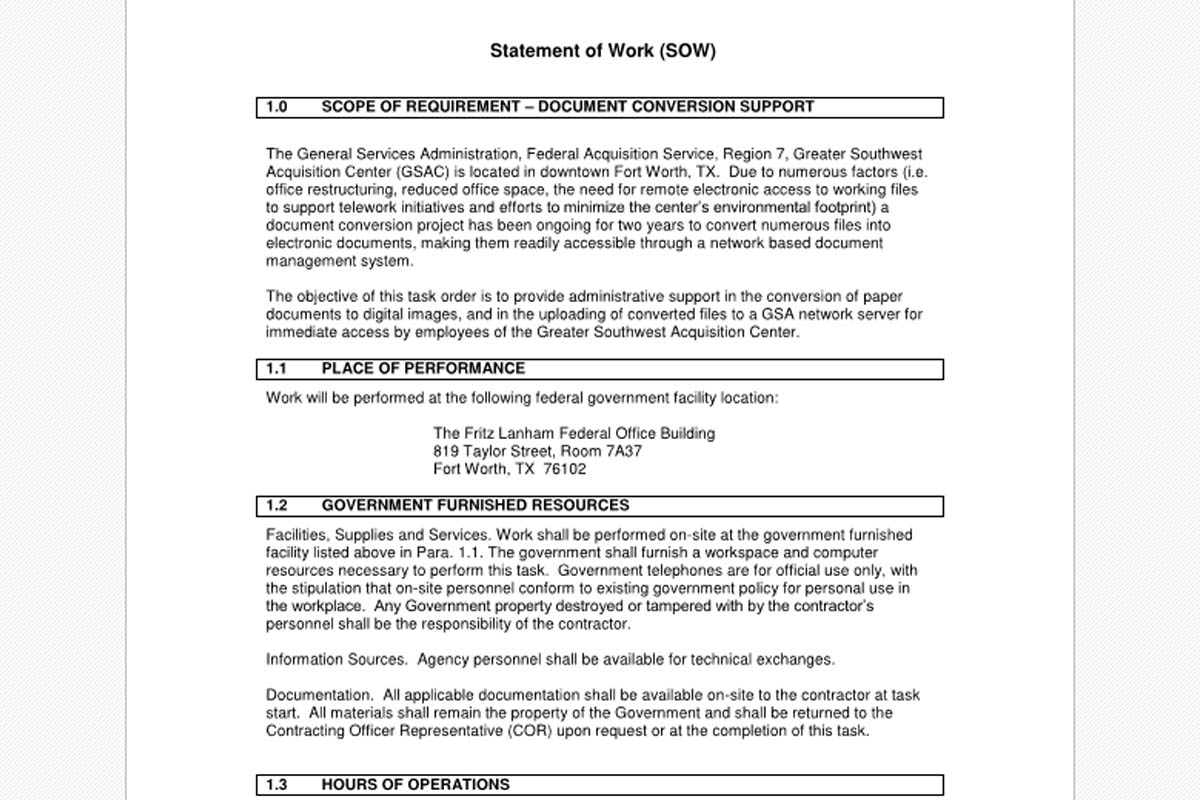 Statement of Work (SOW)
1.0 SCOPE OF REQUIREMENT – DOCUMENT CONVERSION SUPPORT
The General Services Administration, Federal Acquisition Service, Region 7, Greater Southwest
Acquisition Center (GSAC) is located in downtown Fort Worth, TX.  Due to numerous factors (i.e.
office restructuring, reduced office space, the need for remote electronic access to working files
to support telework initiatives and efforts to minimize the center's environmental footprint) a
document conversion project has been ongoing for two years to convert numerous files into
electronic documents, making them readily accessible through a network based document
management system.
The objective of this task order is to provide administrative support in the conversion of paper
documents to digital images, and in the uploading of converted files to a GSA network server for
immediate access by employees of the Greater Southwest Acquisition Center.
1.1 PLACE OF PERFORMANCE
Work will be performed at the following federal government facility location:
The Fritz Lanham Federal Office Building
819 Taylor Street, Room 7A37
Fort Worth, TX  76102
1.2 GOVERNMENT FURNISHED RESOURCES
Facilities, Supplies and Services. Work shall be performed on-site at the government furnished
facility listed above in Para. 1.1. The government shall furnish a workspace and computer
resources necessary to perform this task.  Government telephones are for official use only, with
the stipulation that on-site personnel conform to existing government policy for personal use in
the workplace.  Any Government property destroyed or tampered with by the contractor's
personnel shall be the responsibility of the contractor.
Information Sources.  Agency personnel shall be available for technical exchanges.
Documentation.  All applicable documentation shall be available on-site to the contractor at task
start.  All materials shall remain the property of the Government and shall be returned to the
Contracting Officer Representative (COR) upon request or at the completion of this task.
1.3 HOURS OF OPERATIONS